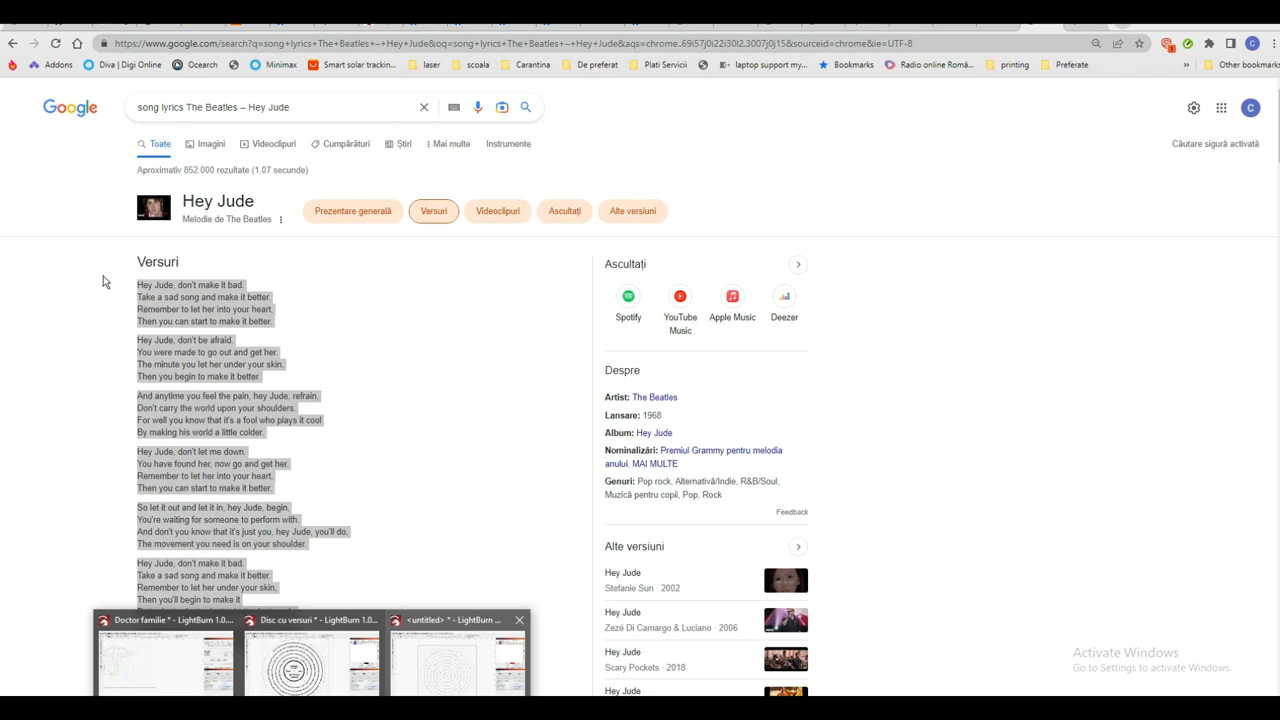 https://www.google.com/search?q=song+lyrics+The+Beatles+–+Hey+Jude&oq=song+lyrics+The+Beatles+–+Hey+Jude&aqs=chrome..69i57j0i22i30l2.3007j0j15&sourceid=chrome&ie=UTF-8
C
Addons
Diva | Digi Online
Ocearch
Minimax
Smart solar trackin...
laser
scoala
Carantina
De preferat
Plati Servicii
laptop support my...
Bookmarks
Radio online Româ...
printing
Preferate
»
Other bookmarks
Google
song lyrics The Beatles – Hey Jude
C
Toate
Imagini
Videoclipuri
Cumpărături
Știri
Mai multe
Instrumente
Căutare sigură activată
Aproximativ 852.000 rezultate (1,07 secunde)
Hey Jude
Melodie de The Beatles
Prezentare generală
Versuri
Videoclipuri
Ascultați
Alte versiuni
Versuri
Hey Jude, don't make it bad.
Take a sad song and make it better.
Remember to let her into your heart,
Then you can start to make it better.
Hey Jude, don't be afraid.
You were made to go out and get her.
The minute you let her under your skin,
Then you begin to make it better.
And anytime you feel the pain, hey Jude, refrain,
Don't carry the world upon your shoulders.
For well you know that it's a fool who plays it cool
By making his world a little colder.
Hey Jude, don't let me down.
You have found her, now go and get her.
Remember to let her into your heart,
Then you can start to make it better.
So let it out and let it in, hey Jude, begin,
You're waiting for someone to perform with.
And don't you know that it's just you, hey Jude, you'll do,
The movement you need is on your shoulder.
Hey Jude, don't make it bad.
Take a sad song and make it better.
Remember to let her under your skin,
Then you'll begin to make it
Ascultați
Spotify
YouTube Music
Apple Music
Deezer
Despre
Artist: The Beatles
Lansare: 1968
Album: Hey Jude
Nominalizări: Premiul Grammy pentru melodia
anului, MAI MULTE
Genuri: Pop rock, Alternativă/Indie, R&B/Soul,
Muzică pentru copii, Pop, Rock
Feedback
Alte versiuni
Hey Jude
Stefanie Sun · 2002
Hey Jude
Zezé Di Camargo & Luciano · 2006
Hey Jude
Scary Pockets · 2018
Hey Jude
Doctor familie * - LightBurn 1.0....
Disc cu versuri * - LightBurn 1.0...
<untitled> * - LightBurn ...
Activate Windows
Go to Settings to activate Windows.